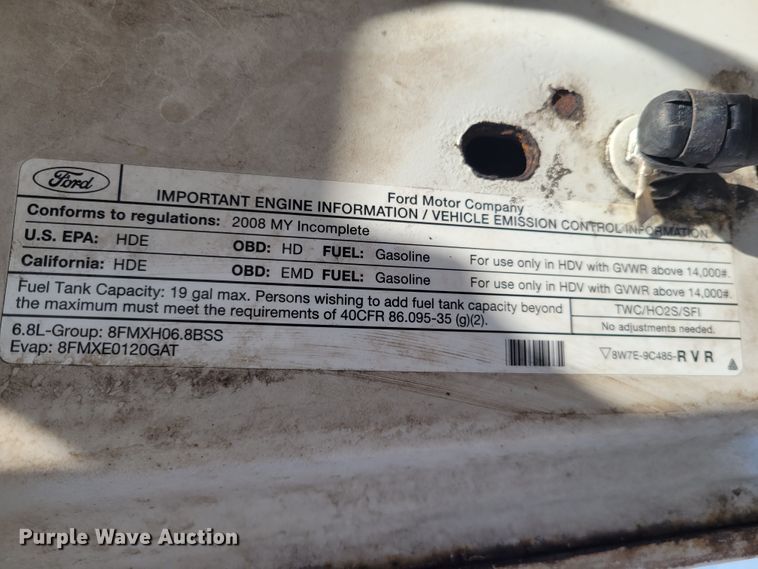 Ford
Ford Motor Company
IMPORTANT ENGINE INFORMATION / VEHICLE EMISSION CONTROL INFORMATION
Conforms to regulations: 2008 MY Incomplete
U.S. EPA: HDE OBD: HD FUEL: Gasoline For use only in HDV with GVWR above 14,000#.
California: HDE OBD: EMD FUEL: Gasoline For use only in HDV with GVWR above 14,000#.
Fuel Tank Capacity: 19 gal max. Persons wishing to add fuel tank capacity beyond
the maximum must meet the requirements of 40CFR 86.095-35 (g)(2).
TWC/HO2S/SFI
No adjustments needed.
6.8L-Group: 8FMXH06.8BSS
Evap: 8FMXE0120GAT
8W7E-9C485-RVR
Purple Wave Auction